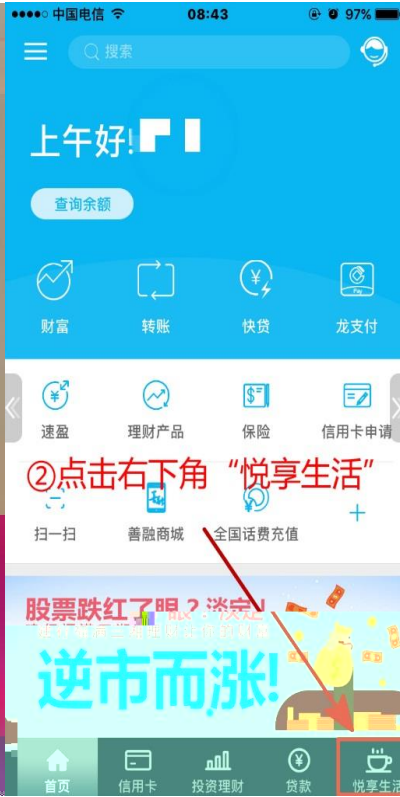 中国电信 08:43 97%
搜索
上午好!
查询余额
财富 转账 快贷 龙支付
Pay
速盈 理财产品 保险 信用卡申请
②点击右下角“悦享生活”
扫一扫 善融商城 全国话费充值
股票跌红了眼？淡定！
逆市而涨!
首页 信用卡 投资理财 贷款 悦享生活